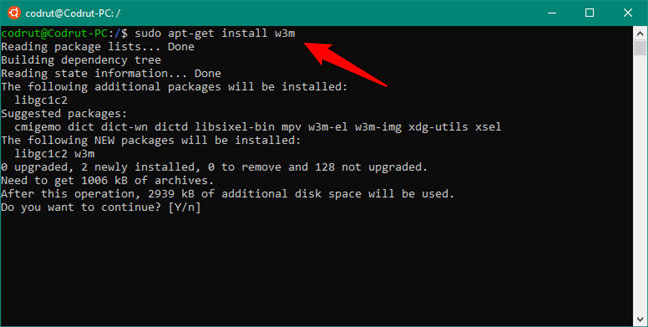 codrut@Codrut-PC: /
codrut@Codrut-PC:/$ sudo apt-get install w3m
Reading package lists... Done
Building dependency tree
Reading state information... Done
The following additional packages will be installed:
  libgc1c2
Suggested packages:
  cmigemo dict dict-wn dictd libsixel-bin mpv w3m-el w3m-img xdg-utils xsel
The following NEW packages will be installed:
  libgc1c2 w3m
0 upgraded, 2 newly installed, 0 to remove and 128 not upgraded.
Need to get 1006 kB of archives.
After this operation, 2939 kB of additional disk space will be used.
Do you want to continue? [Y/n]